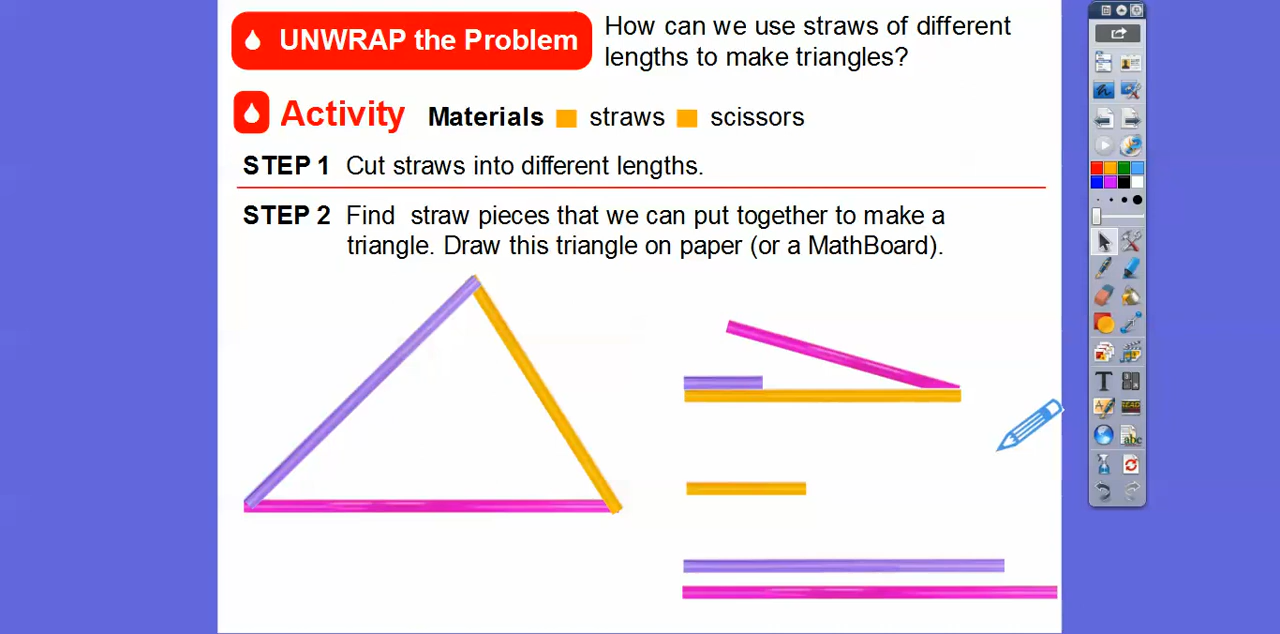 UNWRAP the Problem
How can we use straws of different
lengths to make triangles?
Activity Materials straws scissors
STEP 1 Cut straws into different lengths.
STEP 2 Find straw pieces that we can put together to make a
triangle. Draw this triangle on paper (or a MathBoard).
T
abc